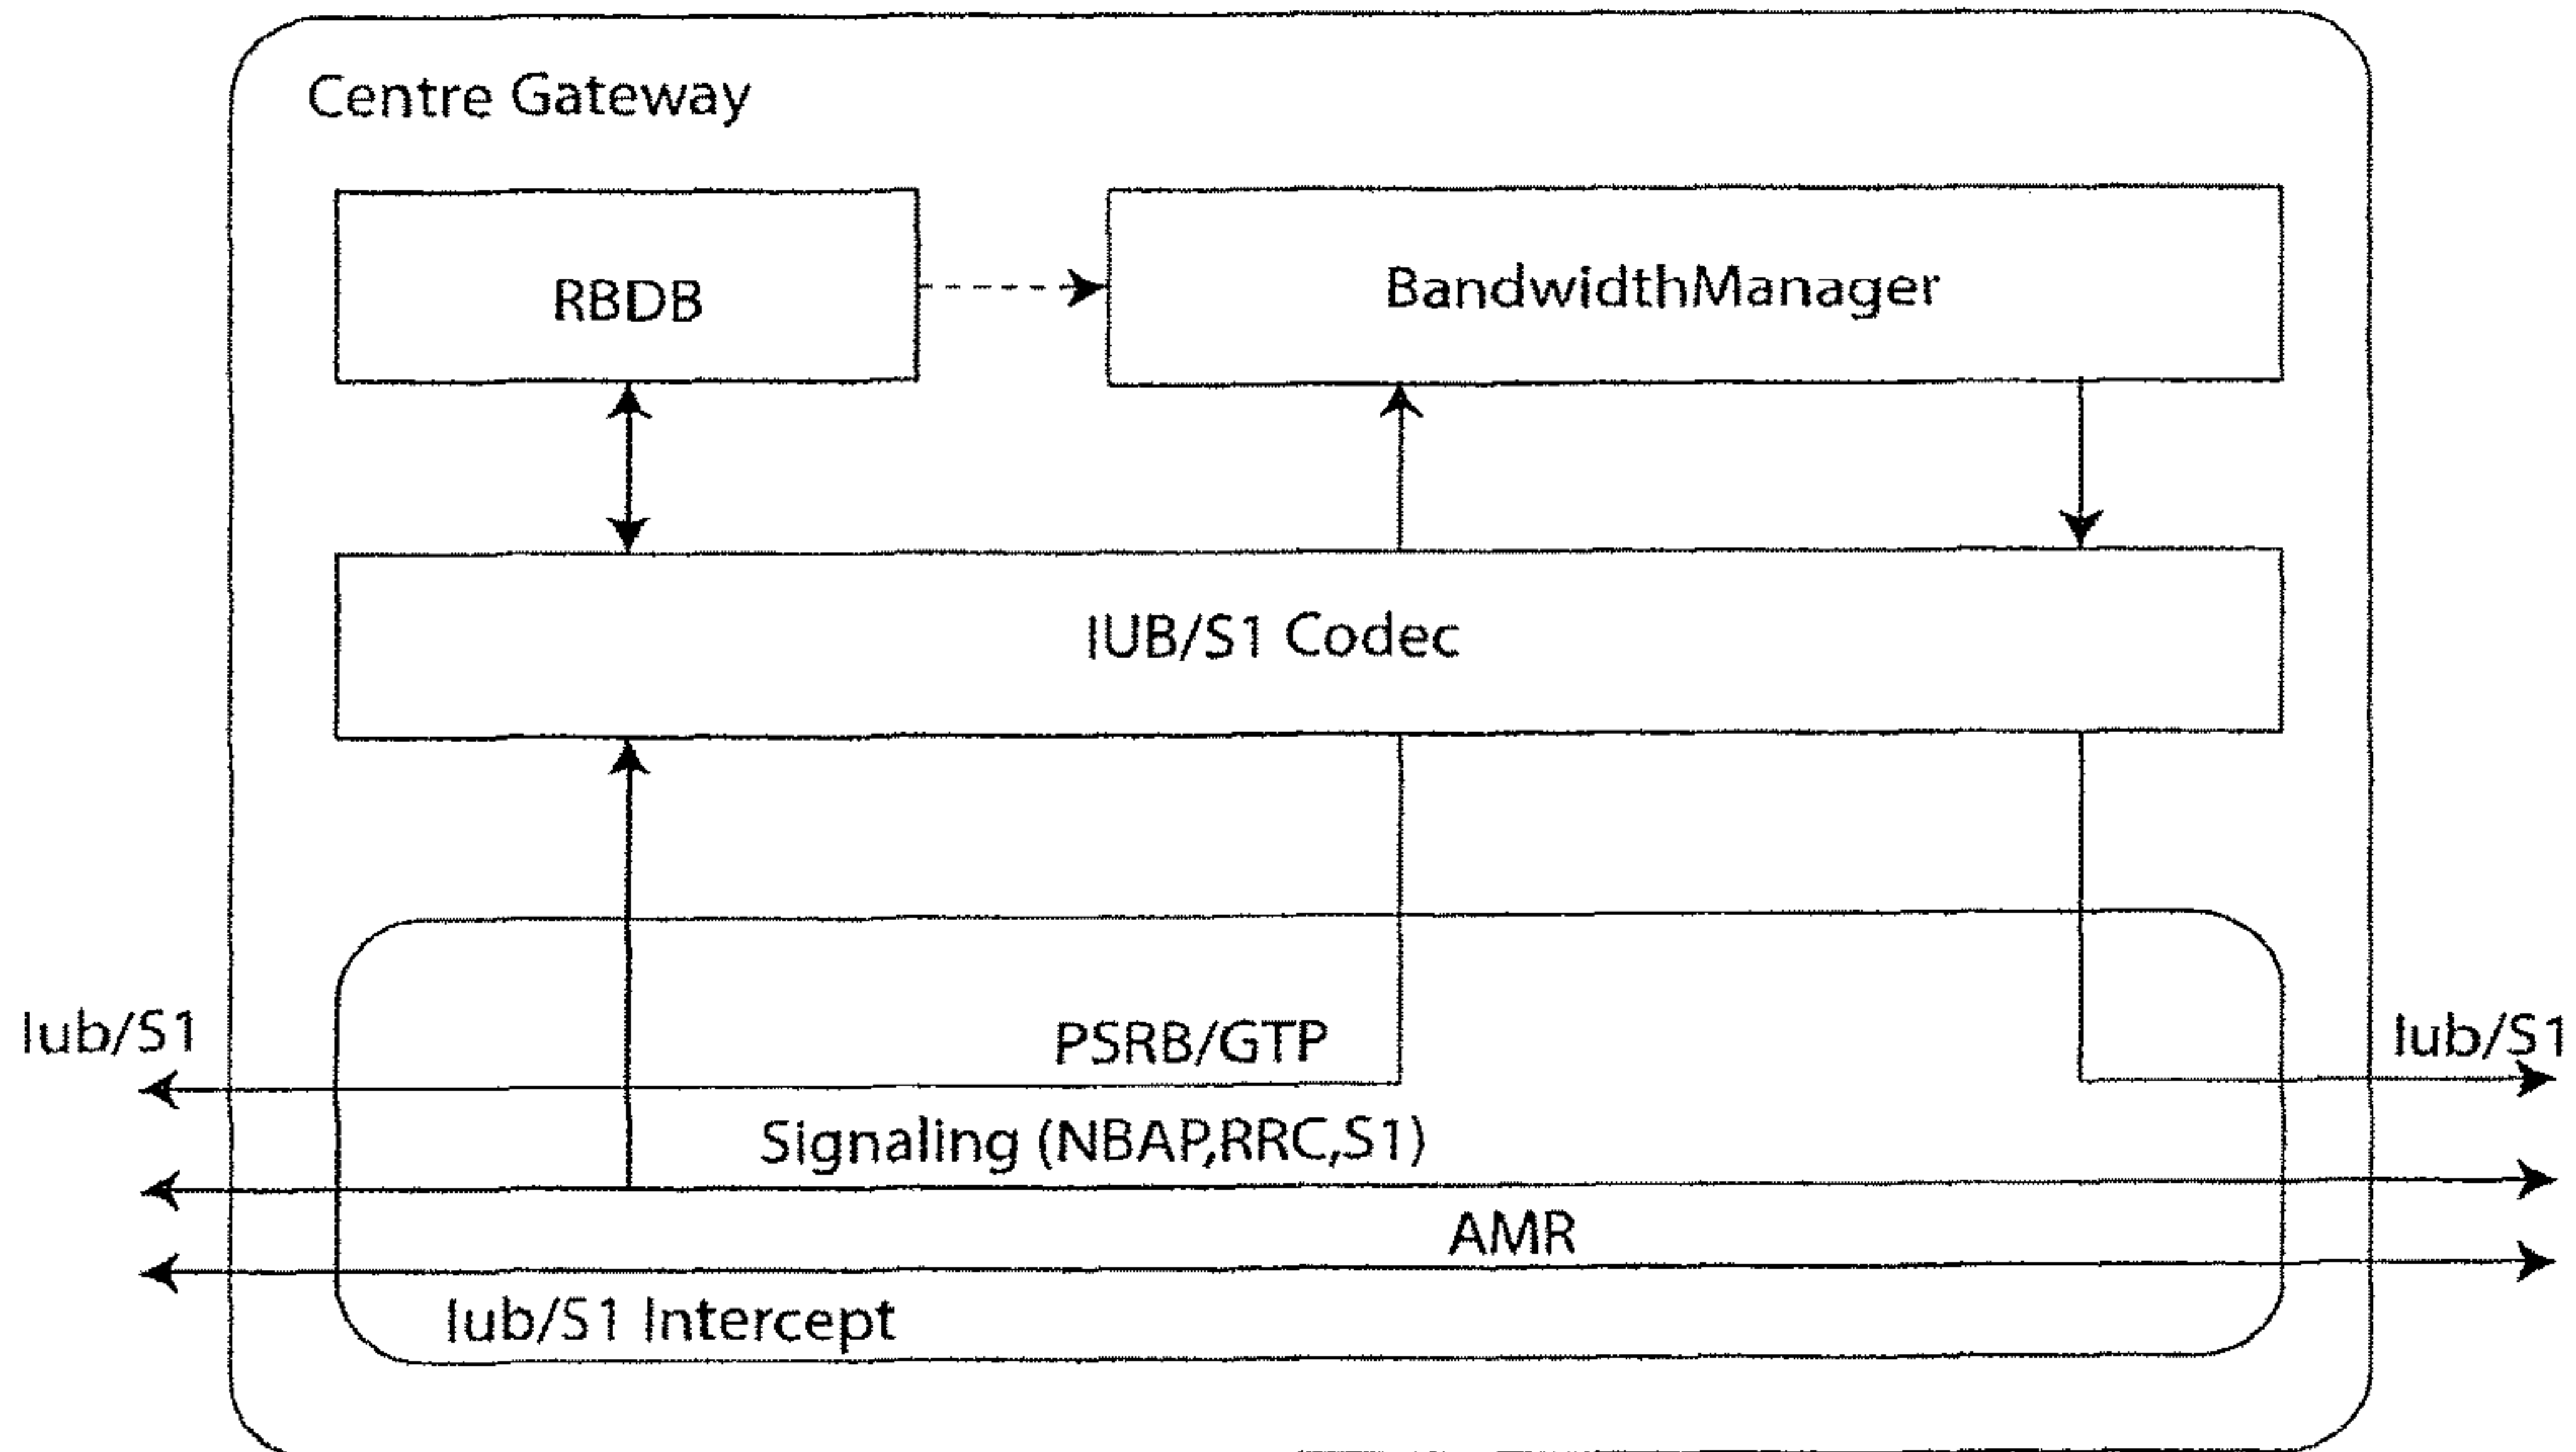 Centre Gateway
RBDB
BandwidthManager
IUB/S1 Codec
Iub/S1
PSRB/GTP
Iub/S1
Signaling (NBAP,RRC,S1)
AMR
Iub/S1 Intercept